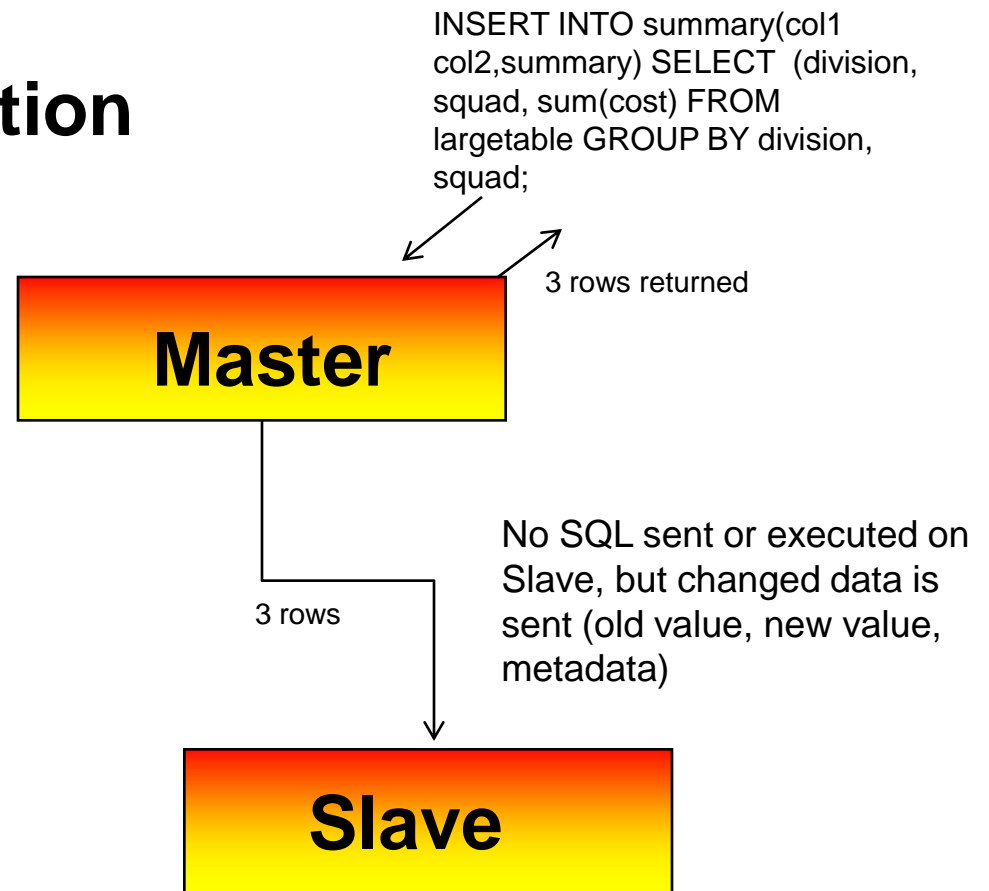 INSERT INTO summary(col1
col2,summary) SELECT (division,
squad, sum(cost) FROM
largetable GROUP BY division,
squad;
tion
3 rows returned
Master
No SQL sent or executed on
Slave, but changed data is
sent (old value, new value,
metadata)
3 rows
Slave